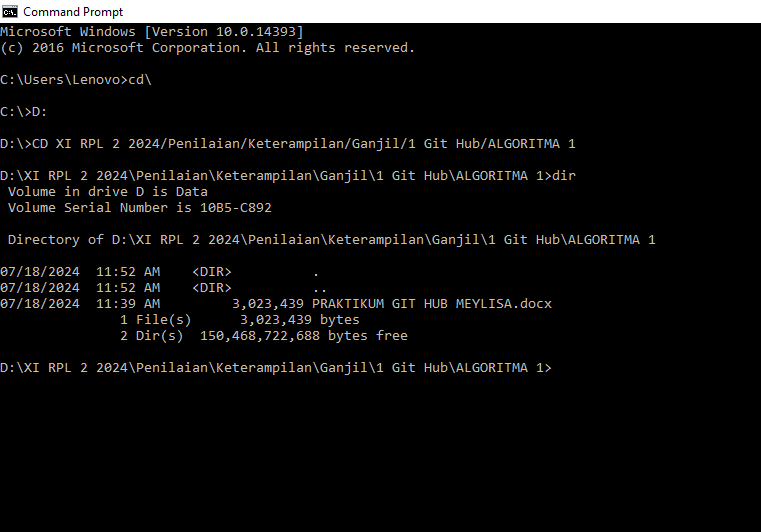 Command Prompt
Microsoft Windows [Version 10.0.14393]
(c) 2016 Microsoft Corporation. All rights reserved.
C:\Users\Lenovo>cd\
C:\>D:
D:\>CD XI RPL 2 2024/Penilaian/Keterampilan/Ganjil/1 Git Hub/ALGORITMA 1
D:\XI RPL 2 2024\Penilaian\Keterampilan\Ganjil\1 Git Hub\ALGORITMA 1>dir
Volume in drive D is Data
Volume Serial Number is 10B5-C892
Directory of D:\XI RPL 2 2024\Penilaian\Keterampilan\Ganjil\1 Git Hub\ALGORITMA 1
07/18/2024  11:52 AM    <DIR>          .
07/18/2024  11:52 AM    <DIR>          ..
07/18/2024  11:39 AM         3,023,439 PRAKTIKUM GIT HUB MEYLISA.docx
1 File(s)      3,023,439 bytes
2 Dir(s)  150,468,722,688 bytes free
D:\XI RPL 2 2024\Penilaian\Keterampilan\Ganjil\1 Git Hub\ALGORITMA 1>